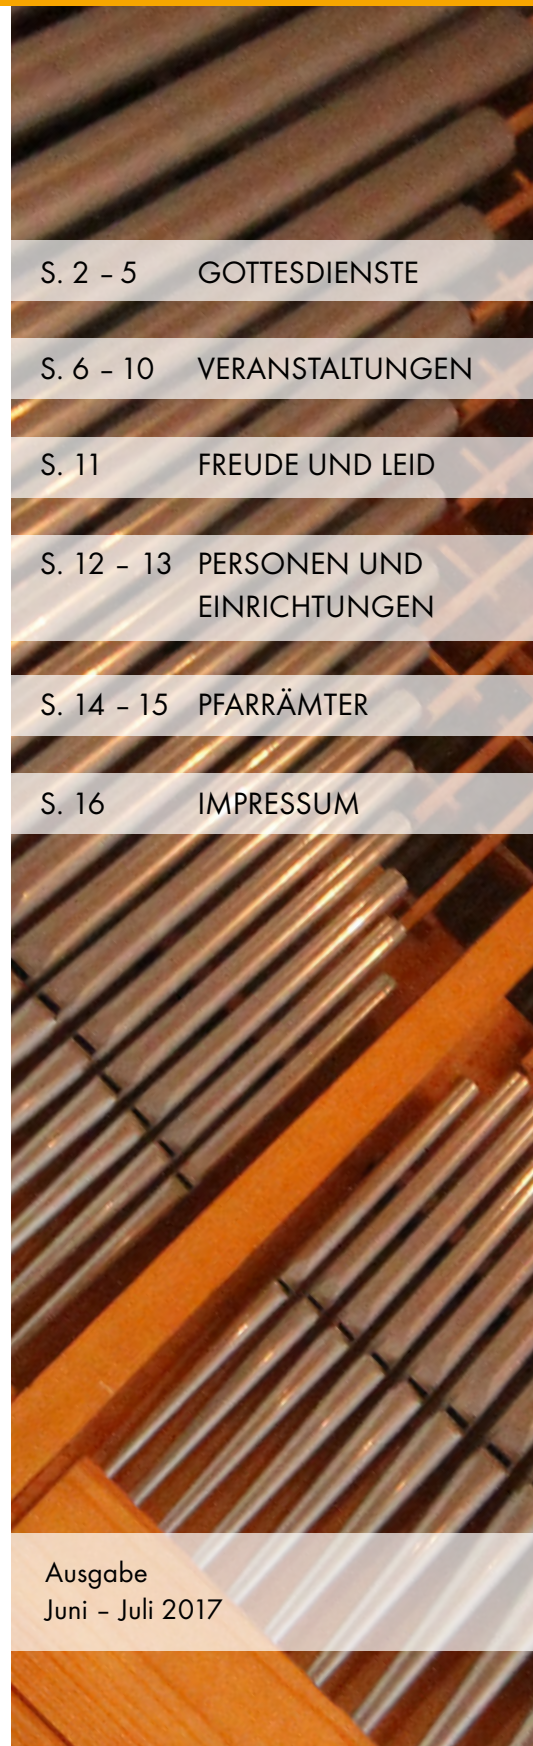 S. 2 – 5 GOTTESDIENSTE
S. 6 – 10 VERANSTALTUNGEN
S. 11 FREUDE UND LEID
S. 12 – 13 PERSONEN UND
EINRICHTUNGEN
S. 14 – 15 PFARRÄMTER
S. 16 IMPRESSUM
Ausgabe
Juni – Juli 2017